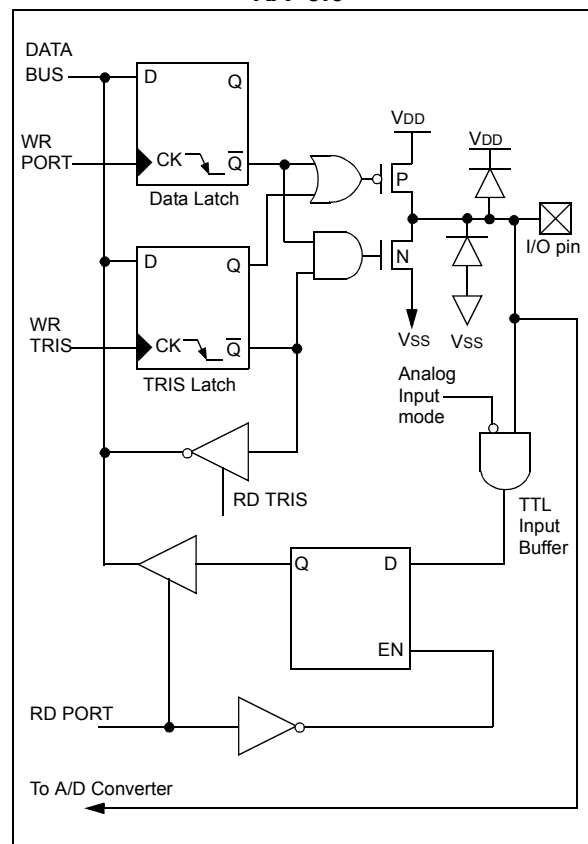 DATA
BUS
D
Q
WR
PORT
CK
Q
Data Latch
VDD
VDD
P
I/O pin
N
D
Q
WR
TRIS
CK
Q
TRIS Latch
VSS
VSS
Analog
Input
mode
RD TRIS
TTL
Input
Buffer
Q
D
EN
RD PORT
To A/D Converter